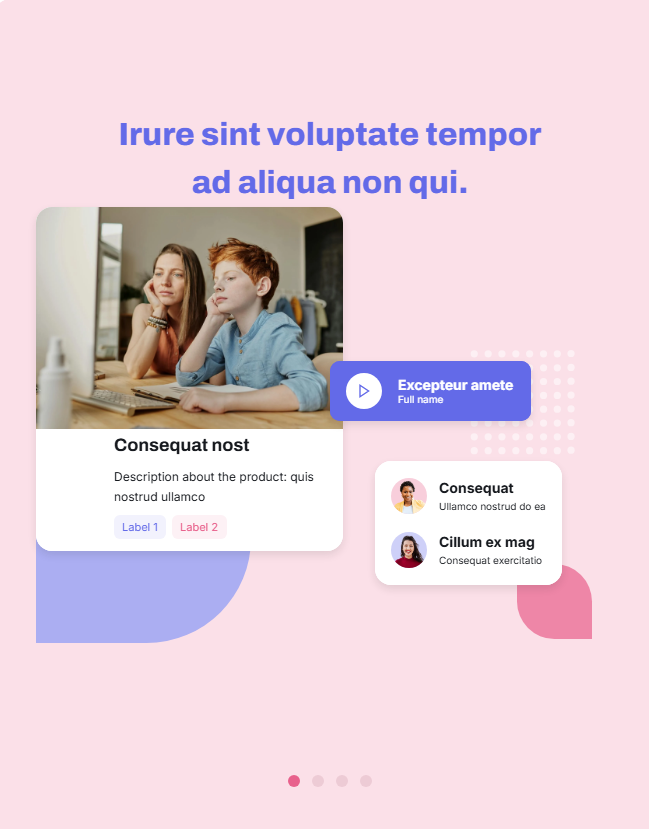 Irure sint voluptate tempor
ad aliqua non qui.
Excepteur amete
Full name
Consequat nost
Description about the product: quis
nostrud ullamco
Label 1 Label 2
Consequat
Ullamco nostrud do ea
Cillum ex mag
Consequat exercitatio